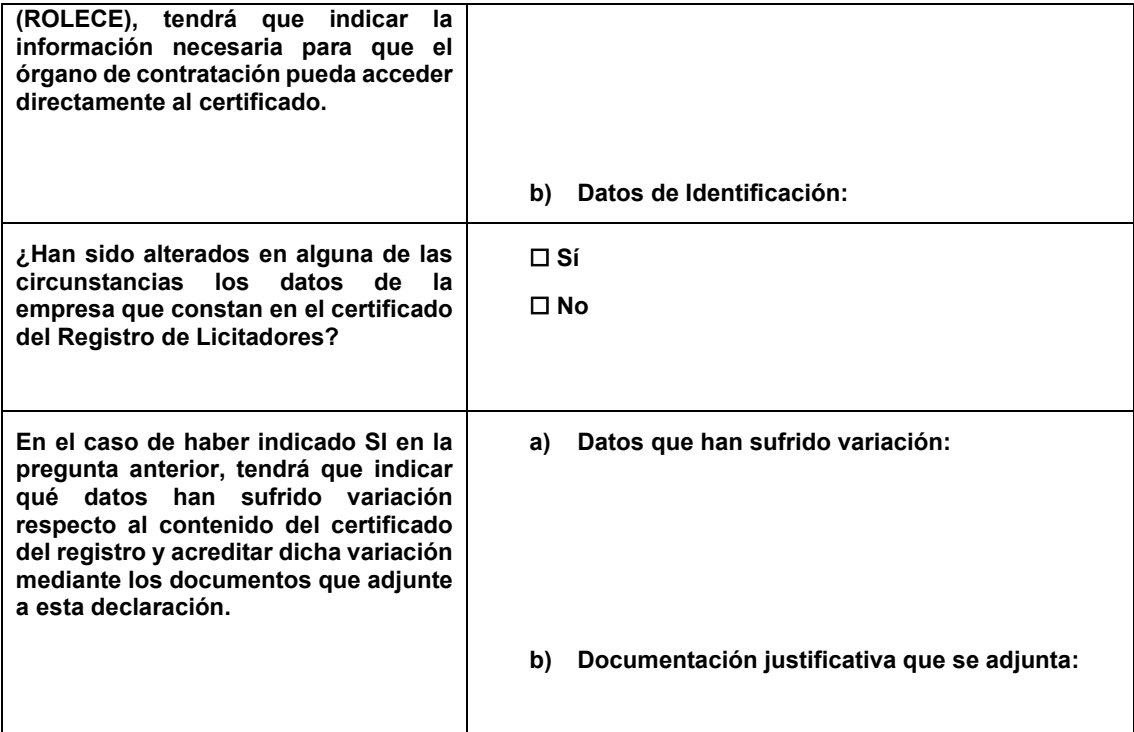 (ROLECE), tendrá que indicar la
información necesaria para que el
órgano de contratación pueda acceder
directamente al certificado.
b) Datos de Identificación:
¿Han sido alterados en alguna de las
circunstancias los datos de la
empresa que constan en el certificado
del Registro de Licitadores?
☐ Sí
☐ No
En el caso de haber indicado SI en la
pregunta anterior, tendrá que indicar
qué datos han sufrido variación
respecto al contenido del certificado
del registro y acreditar dicha variación
mediante los documentos que adjunte
a esta declaración.
a) Datos que han sufrido variación:
b) Documentación justificativa que se adjunta: